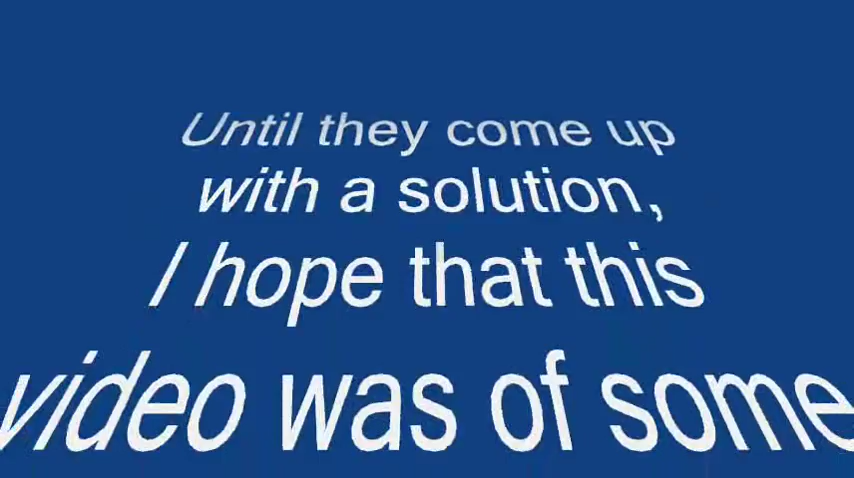 Until they come up
with a solution,
I hope that this
video was of some